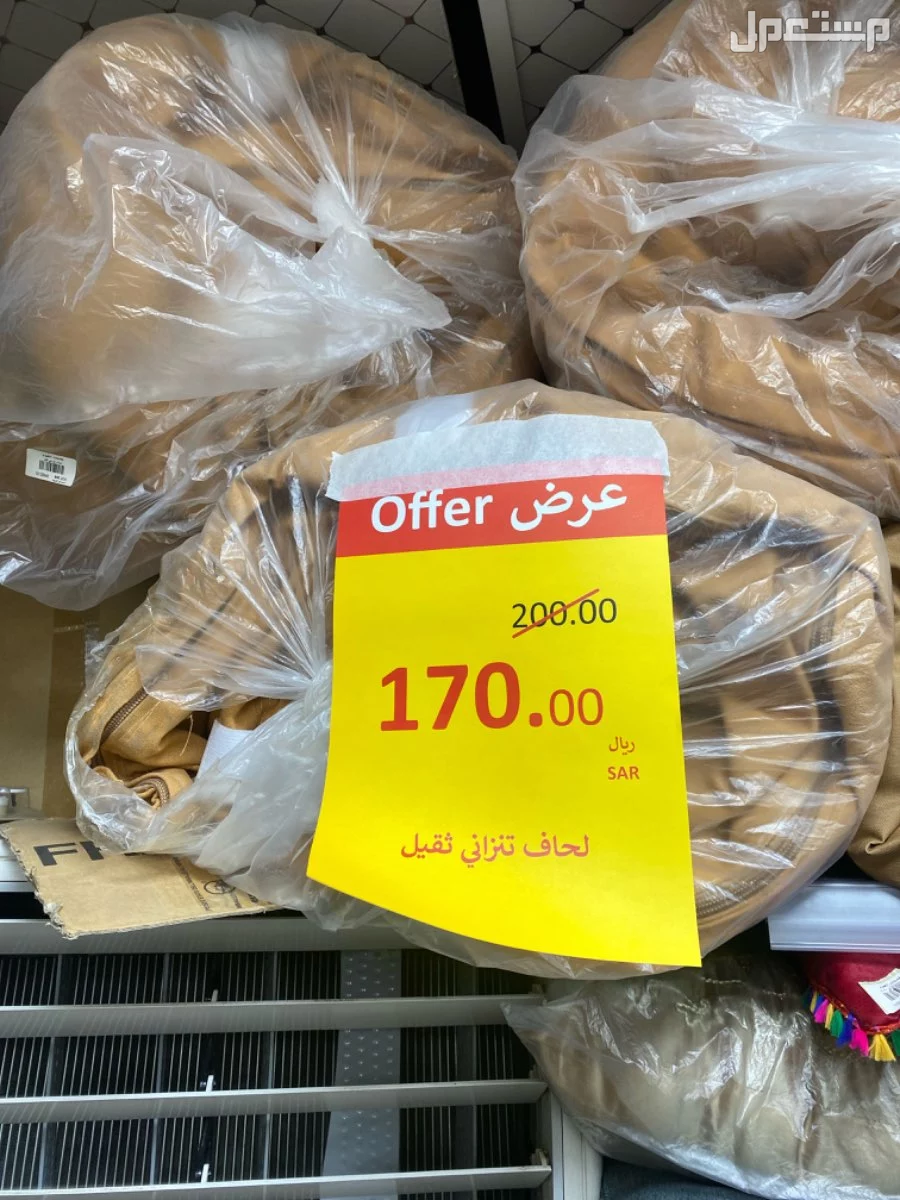 مستعمل
عرض Offer
200.00
170.00
ريال
SAR
لحاف تنزاني ثقيل